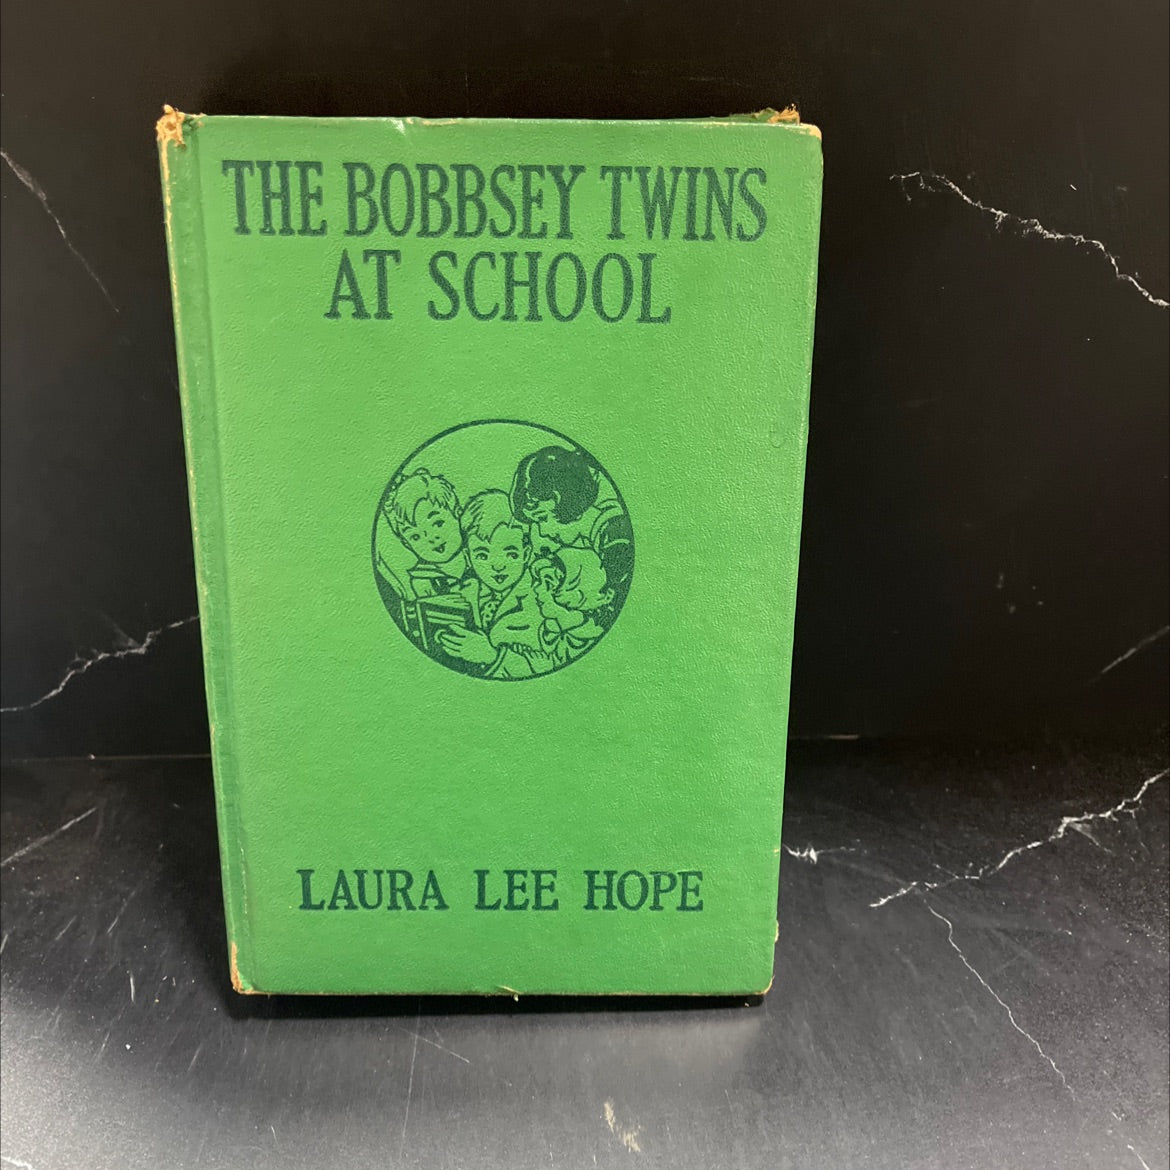 THE BOBBSEY TWINS
AT SCHOOL
LAURA LEE HOPE